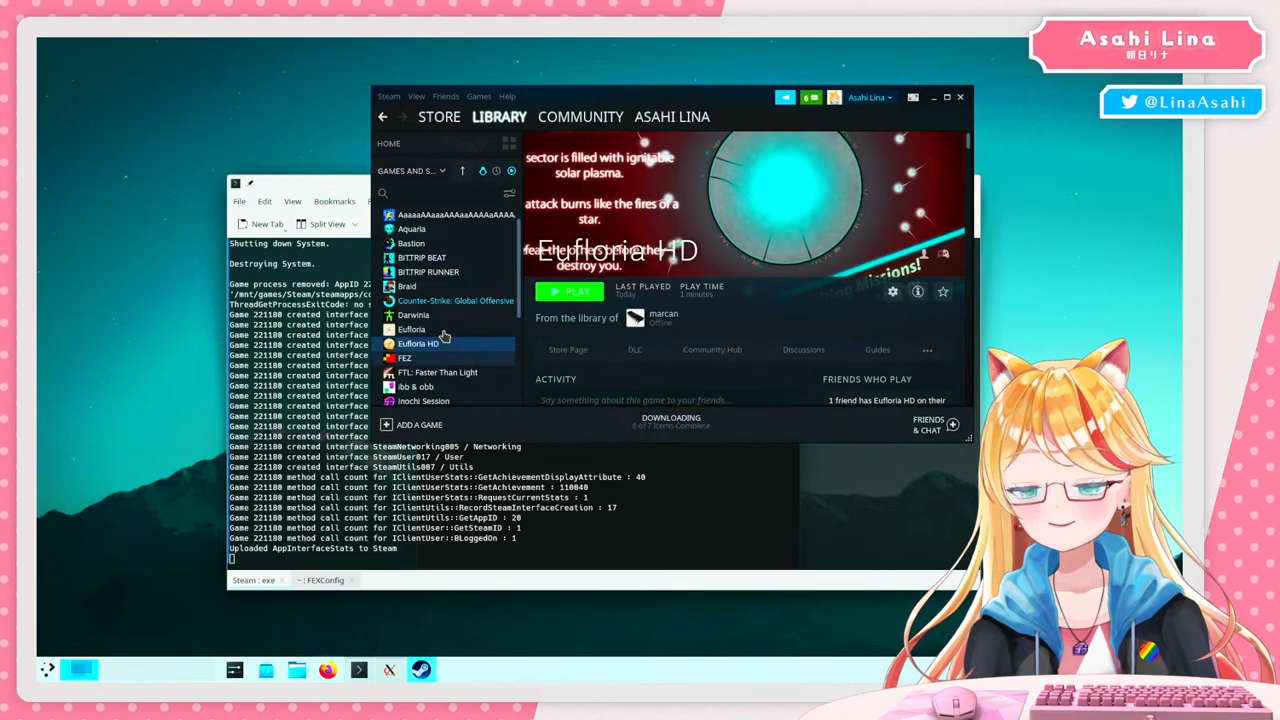 Asahi Lina
朝日リナ
@LinaAsahi
Steam View Friends Games Help
6
Asahi Lina
STORE LIBRARY COMMUNITY ASAHI LINA
HOME
GAMES AND S...
AaaaaAAaaaAAAaaAAAAaAAAA
Aquaria
Bastion
BIT.TRIP BEAT
BIT.TRIP RUNNER
Braid
Counter-Strike: Global Offensive
Darwinia
Eufloria
Eufloria HD
FEZ
FTL: Faster Than Light
ibb & obb
Inochi Session
ADD A GAME
sector is filled with ignitable
solar plasma.
attack burns like the fires of a
star.
destroy you.
Missions!
Eufloria HD
PLAY
LAST PLAYED
Today
PLAY TIME
1 minutes
From the library of
marcan
Offline
Store Page DLC Community Hub Discussions Guides
ACTIVITY
Say something about this game to your friends...
FRIENDS WHO PLAY
1 friend has Eufloria HD on their
DOWNLOADING
6 of 7 Items Complete
FRIENDS
& CHAT
File Edit View Bookmarks
New Tab Split View
Shutting down System.
Destroying System.
Game process removed: AppID 22
'/mnt/games/Steam/steamapps/co
ThreadGetProcessExitCode: no s
Game 221180 created interface
Game 221180 created interface
Game 221180 created interface
Game 221180 created interface
Game 221180 created interface
Game 221180 created interface
Game 221180 created interface
Game 221180 created interface
Game 221180 created interface
Game 221180 created interface
Game 221180 created interface
Game 221180 created interface
Game 221180 created interface
Game 221180 created interface SteamNetworking005 / Networking
Game 221180 created interface SteamUser017 / User
Game 221180 created interface SteamUtils007 / Utils
Game 221180 method call count for IClientUserStats::GetAchievementDisplayAttribute : 40
Game 221180 method call count for IClientUserStats::GetAchievement : 110040
Game 221180 method call count for IClientUserStats::RequestCurrentStats : 1
Game 221180 method call count for IClientUtils::RecordSteamInterfaceCreation : 17
Game 221180 method call count for IClientUtils::GetAppID : 20
Game 221180 method call count for IClientUser::GetSteamID : 1
Game 221180 method call count for IClientUser::BLoggedOn : 1
Uploaded AppInterfaceStats to Steam
Steam : exe
~ : FEXConfig